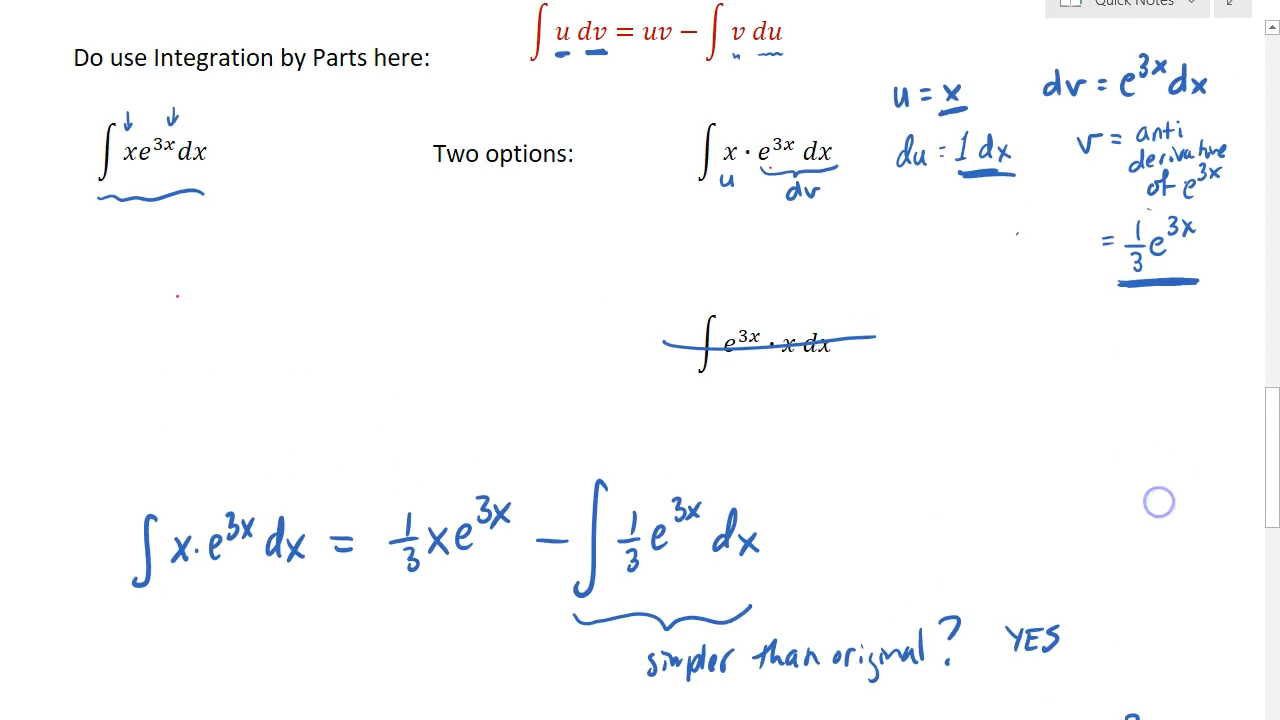 Quick Notes
∫ u dv = uv − ∫ v du
Do use Integration by Parts here:
∫ xe^{3x} dx
Two options:
∫ x · e^{3x} dx
u
dv
u = x
du = 1 dx
dv = e^{3x} dx
v = anti
derivative
of e^{3x}
= 1/3 e^{3x}
∫ e^{3x} · x dx
∫ x · e^{3x} dx = 1/3 xe^{3x} − ∫ 1/3 e^{3x} dx
simpler than original? YES